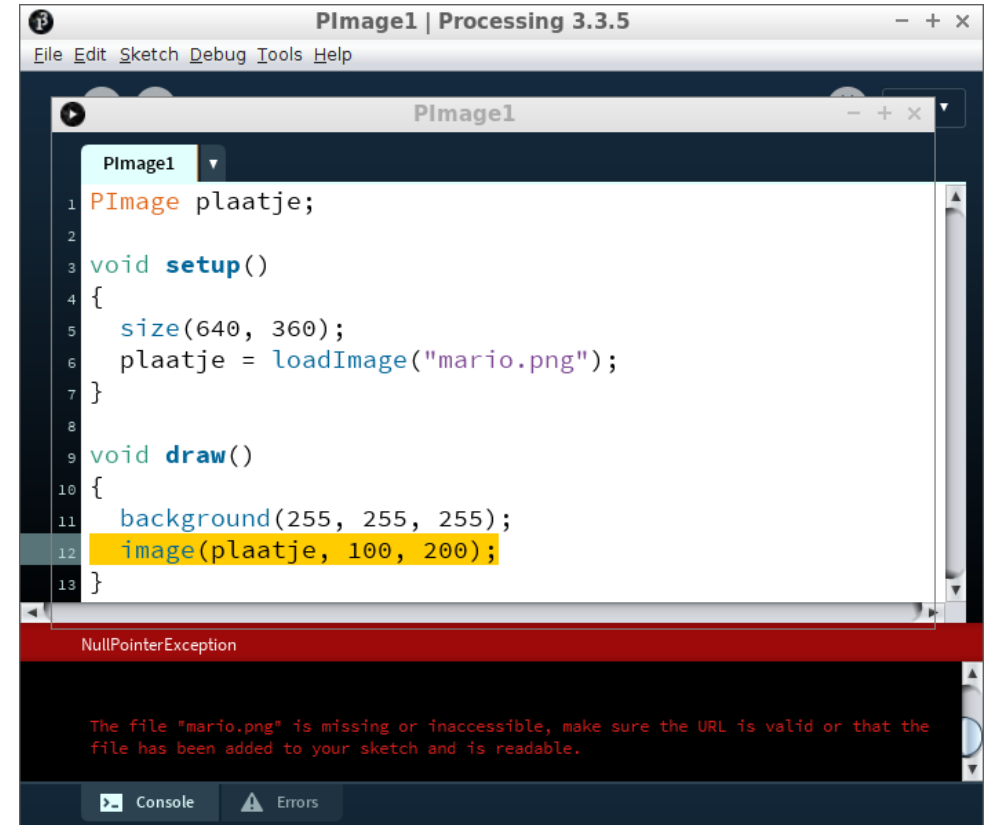 PImage1 | Processing 3.3.5
File Edit Sketch Debug Tools Help
PImage1
PImage1
1 PImage plaatje;
2
3 void setup()
4 {
5   size(640, 360);
6   plaatje = loadImage("mario.png");
7 }
8
9 void draw()
10 {
11   background(255, 255, 255);
12   image(plaatje, 100, 200);
13 }
NullPointerException
The file "mario.png" is missing or inaccessible, make sure the URL is valid or that the
file has been added to your sketch and is readable.
Console Errors